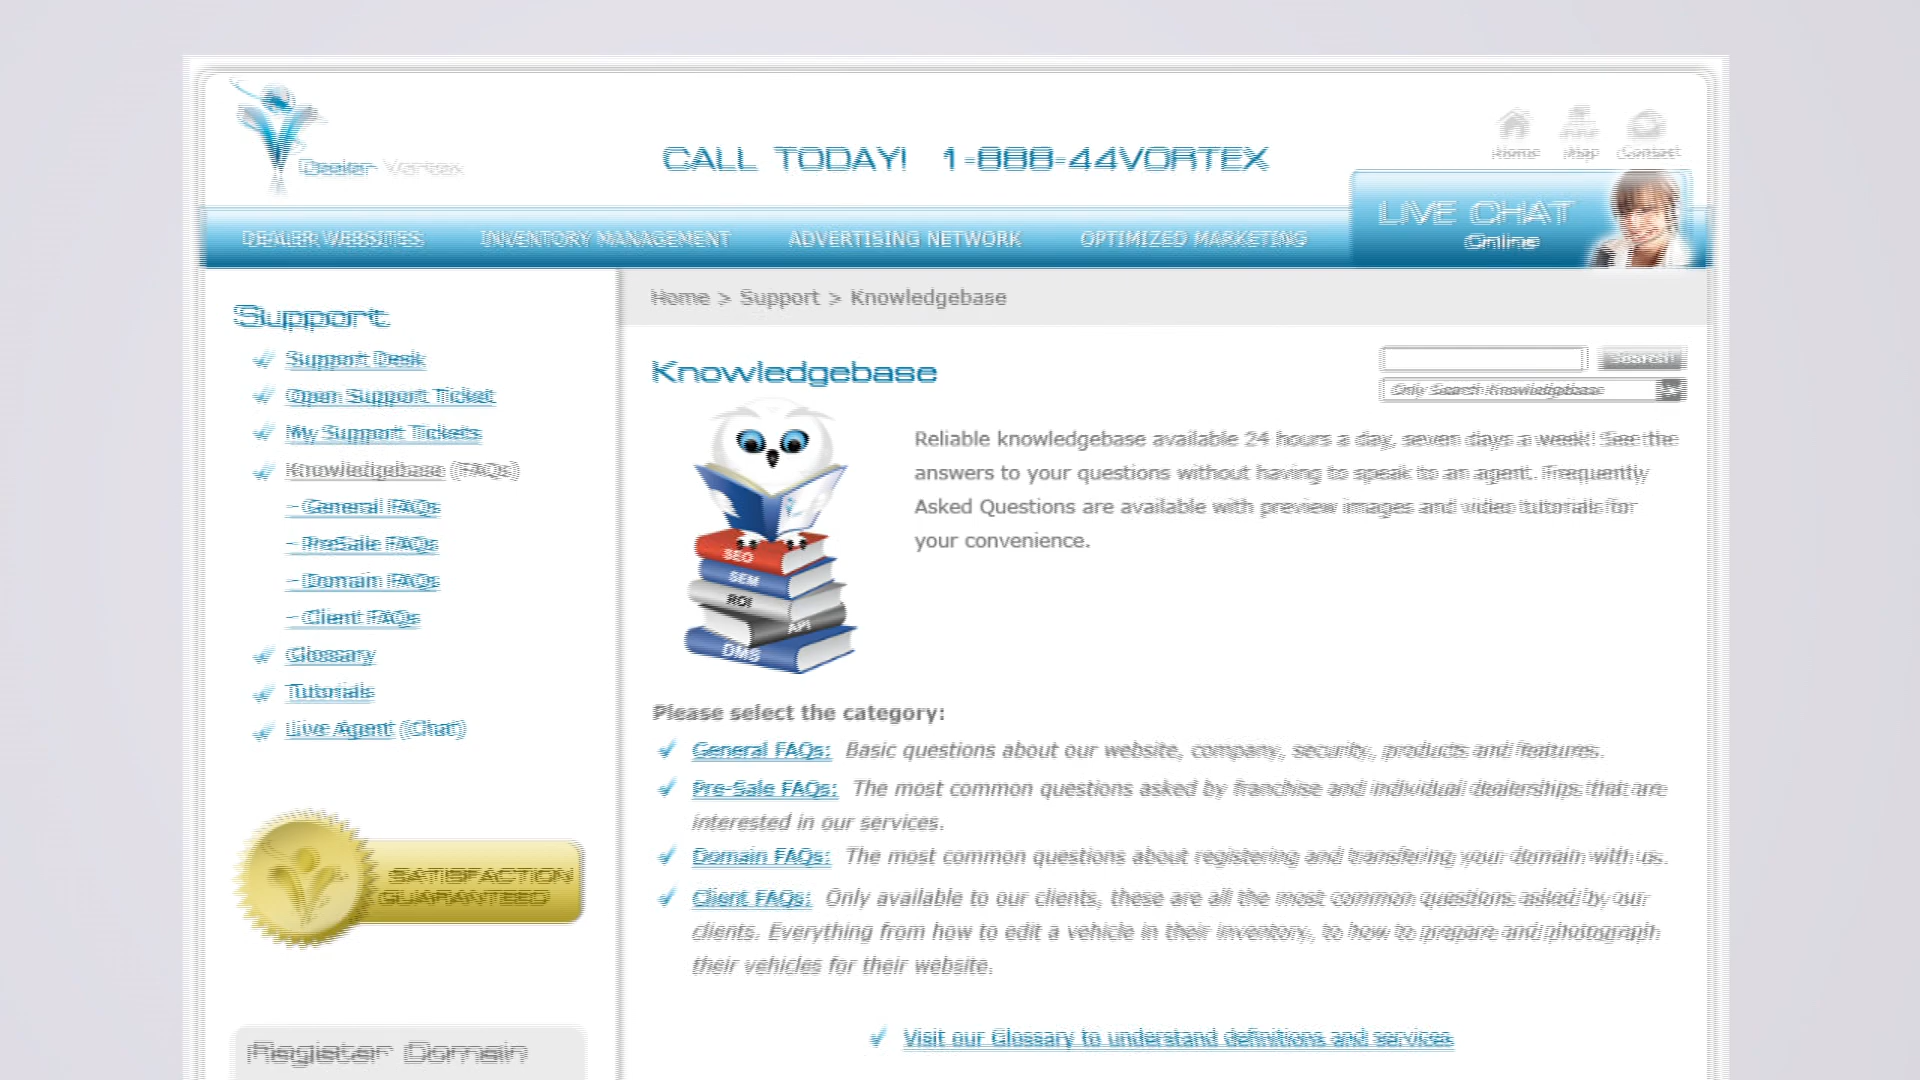 Dealer Vortex
CALL TODAY! 1-888-44VORTEX
Home Map Contact
LIVE CHAT
Online
DEALER WEBSITES INVENTORY MANAGEMENT ADVERTISING NETWORK OPTIMIZED MARKETING
Home > Support > Knowledgebase
Support
Support Desk
Open Support Ticket
My Support Tickets
Knowledgebase (FAQs)
- General FAQs
- PreSale FAQs
- Domain FAQs
- Client FAQs
Glossary
Tutorials
Live Agent (Chat)
SATISFACTION
GUARANTEED
Register Domain
Knowledgebase
Search
Only Search Knowledgebase
Reliable knowledgebase available 24 hours a day, seven days a week! See the
answers to your questions without having to speak to an agent. Frequently
Asked Questions are available with preview images and video tutorials for
your convenience.
SEO
SEM
ROI
API
DMS
Please select the category:
General FAQs: Basic questions about our website, company, security, products and features.
Pre-Sale FAQs: The most common questions asked by franchise and individual dealerships that are
interested in our services.
Domain FAQs: The most common questions about registering and transfering your domain with us.
Client FAQs: Only available to our clients, these are all the most common questions asked by our
clients. Everything from how to edit a vehicle in their inventory, to how to prepare and photograph
their vehicles for their website.
Visit our Glossary to understand definitions and services